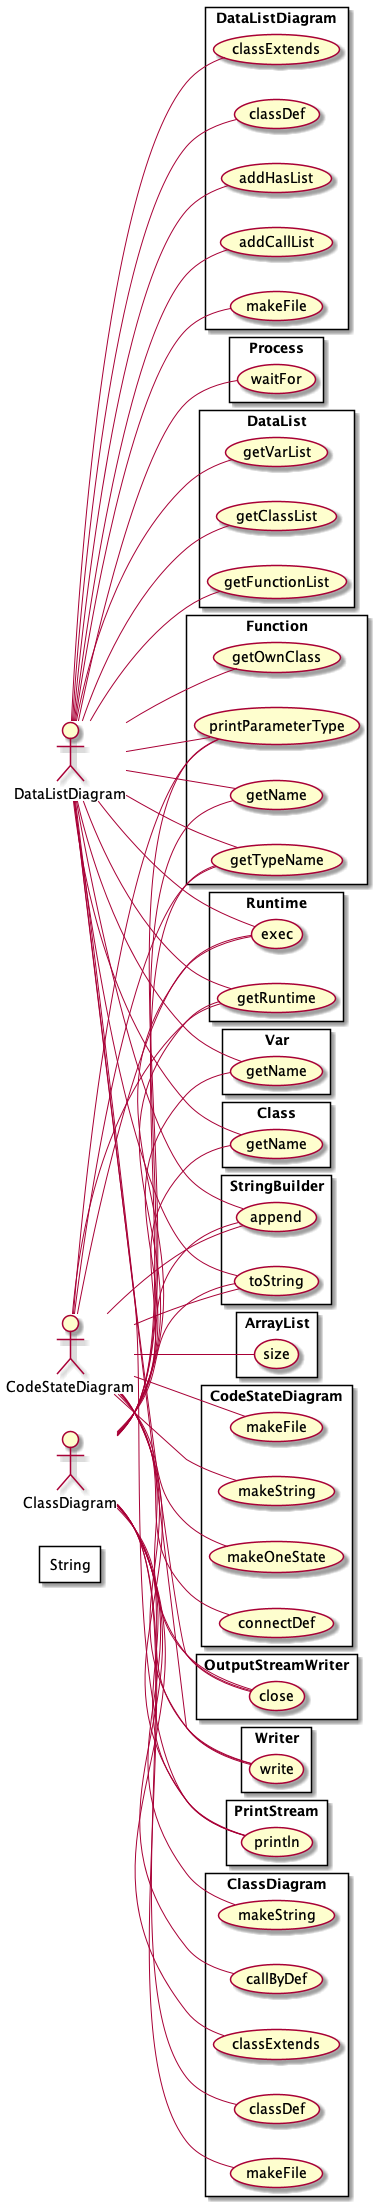 DataListDiagram
classExtends
classDef
addHasList
addCallList
makeFile
Process
waitFor
DataList
getVarList
getClassList
getFunctionList
Function
getOwnClass
printParameterType
getName
getTypeName
DataListDiagram
Runtime
exec
getRuntime
Var
getName
Class
getName
StringBuilder
append
toString
ArrayList
size
CodeStateDiagram
CodeStateDiagram
makeFile
makeString
makeOneState
connectDef
ClassDiagram
String
OutputStreamWriter
close
Writer
write
PrintStream
println
ClassDiagram
makeString
callByDef
classExtends
classDef
makeFile